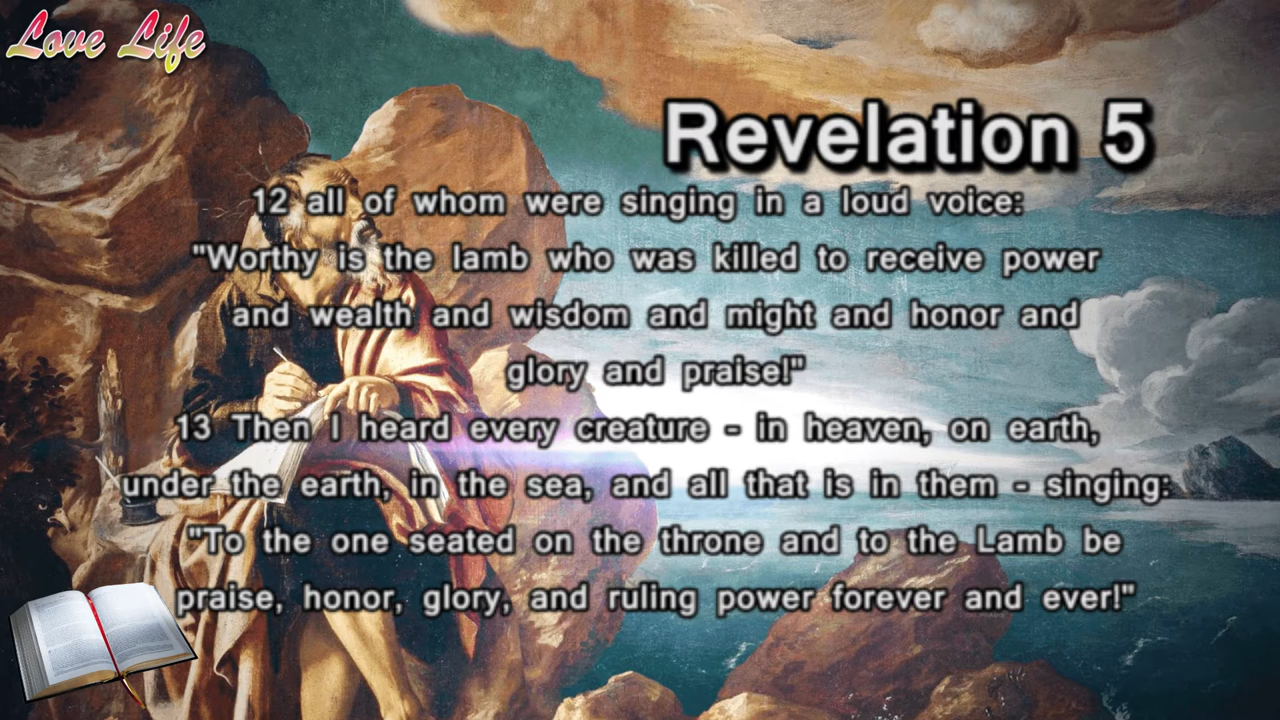 Love Life
Revelation 5
12 all of whom were singing in a loud voice:
"Worthy is the lamb who was killed to receive power
and wealth and wisdom and might and honor and
glory and praise!"
13 Then I heard every creature - in heaven, on earth,
under the earth, in the sea, and all that is in them - singing:
"To the one seated on the throne and to the Lamb be
praise, honor, glory, and ruling power forever and ever!"